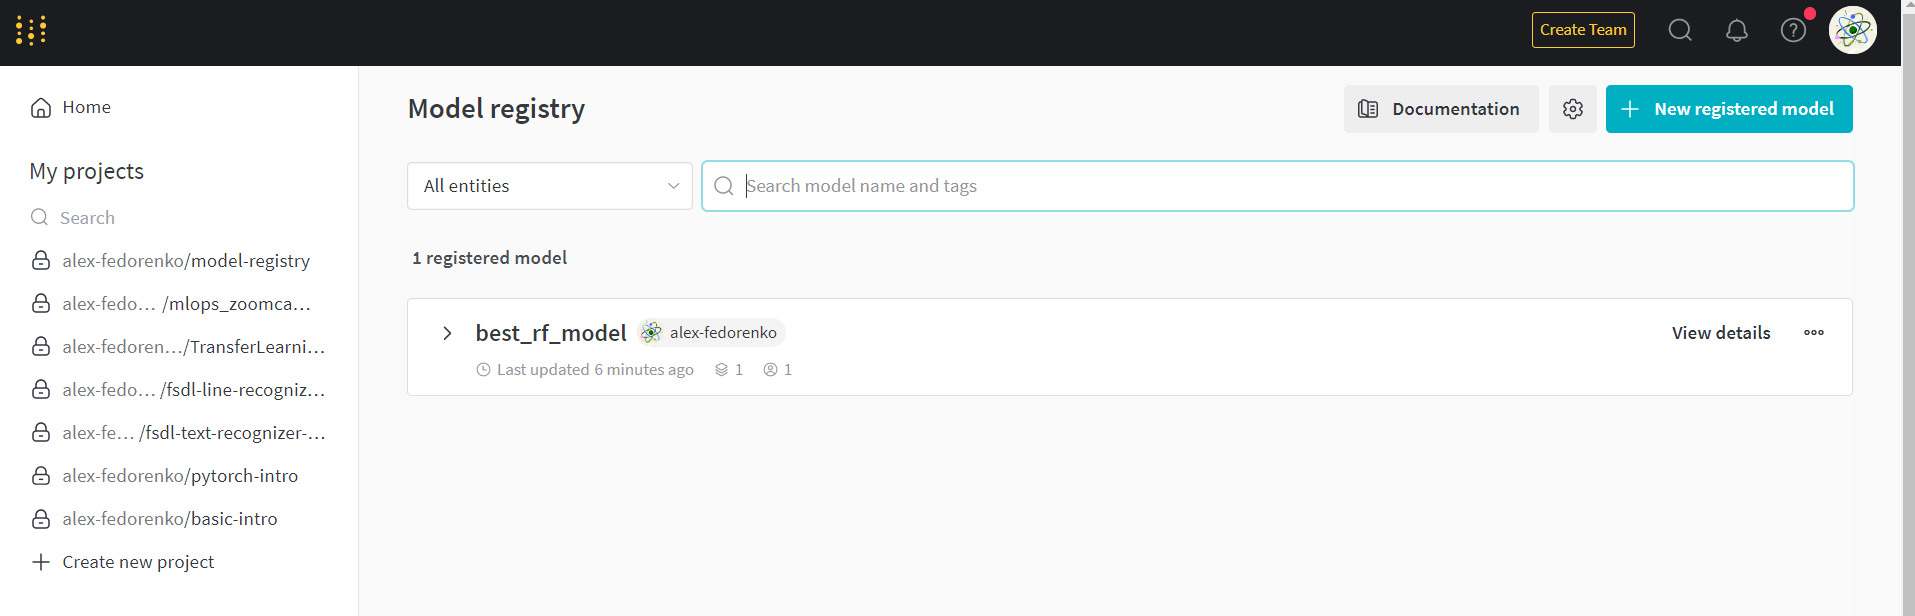 Create Team
Home
My projects
Search
alex-fedorenko/model-registry
alex-fedo... /mlops_zoomca...
alex-fedoren.../TransferLearni...
alex-fedo... /fsdl-line-recogniz...
alex-fe... /fsdl-text-recognizer-...
alex-fedorenko/pytorch-intro
alex-fedorenko/basic-intro
Create new project
Model registry
Documentation
New registered model
All entities
Search model name and tags
1 registered model
best_rf_model alex-fedorenko
View details
Last updated 6 minutes ago 1 1